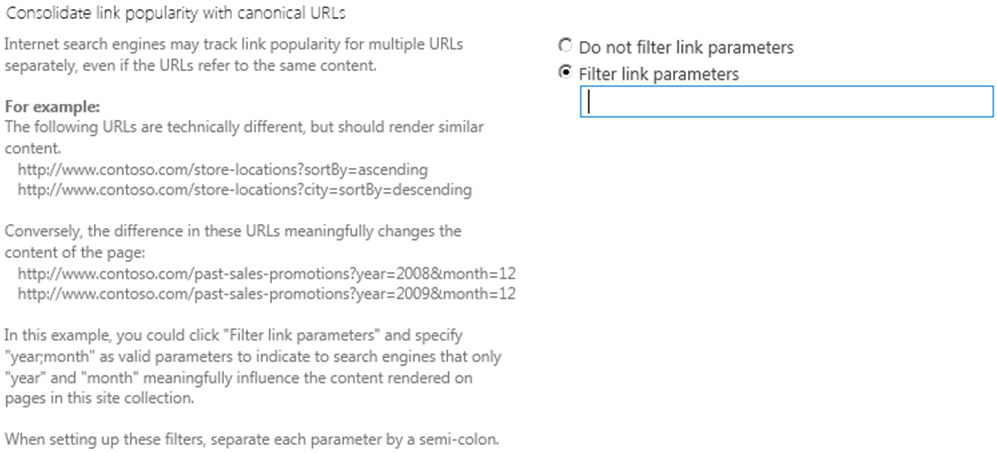 Consolidate link popularity with canonical URLs
Internet search engines may track link popularity for multiple URLs
separately, even if the URLs refer to the same content.
For example:
The following URLs are technically different, but should render similar
content.
http://www.contoso.com/store-locations?sortBy=ascending
http://www.contoso.com/store-locations?city=sortBy=descending
Conversely, the difference in these URLs meaningfully changes the
content of the page:
http://www.contoso.com/past-sales-promotions?year=2008&month=12
http://www.contoso.com/past-sales-promotions?year=2009&month=12
In this example, you could click "Filter link parameters" and specify
"year;month" as valid parameters to indicate to search engines that only
"year" and "month" meaningfully influence the content rendered on
pages in this site collection.
When setting up these filters, separate each parameter by a semi-colon.
Do not filter link parameters
Filter link parameters